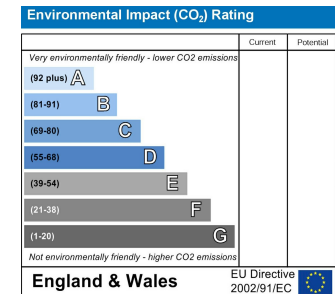 Environmental Impact (CO₂) Rating
Current Potential
Very environmentally friendly - lower CO2 emissions
(92 plus) A
(81-91) B
(69-80) C
(55-68) D
(39-54) E
(21-38) F
(1-20) G
Not environmentally friendly - higher CO2 emissions
England & Wales
EU Directive
2002/91/EC